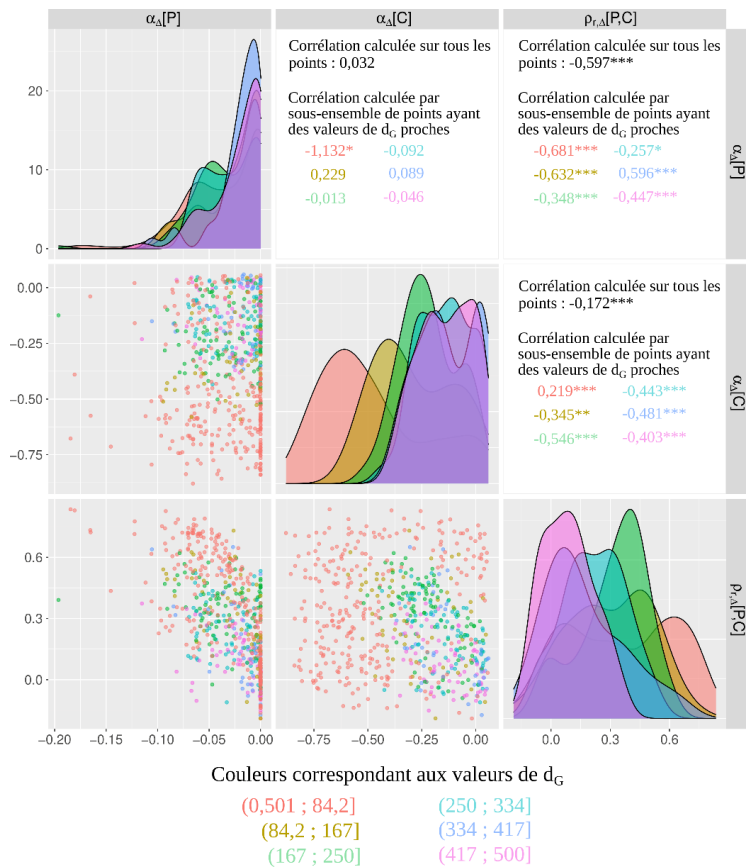 α_Δ[P] α_Δ[C] ρ_r,Δ[P,C]
20
10
0
Corrélation calculée sur tous les
points : 0,032
Corrélation calculée par
sous-ensemble de points ayant
des valeurs de d_G proches
-1,132* -0,092
0,229 0,089
-0,013 -0,046
Corrélation calculée sur tous les
points : -0,597***
Corrélation calculée par
sous-ensemble de points ayant
des valeurs de d_G proches
-0,681*** -0,257*
-0,632*** 0,596***
-0,348*** -0,447***
α_Δ[P]
0.00
−0.25
−0.50
−0.75
Corrélation calculée sur tous les
points : -0,172***
Corrélation calculée par
sous-ensemble de points ayant
des valeurs de d_G proches
0,219*** -0,443***
-0,345** -0,481***
-0,546*** -0,403***
α_Δ[C]
0.6
0.3
0.0
ρ_r,Δ[P,C]
−0.20 −0.15 −0.10 −0.05 0.00 −0.75 −0.50 −0.25 0.00 0.0 0.3 0.6
Couleurs correspondant aux valeurs de d_G
(0,501 ; 84,2] (250 ; 334]
(84,2 ; 167] (334 ; 417]
(167 ; 250] (417 ; 500]